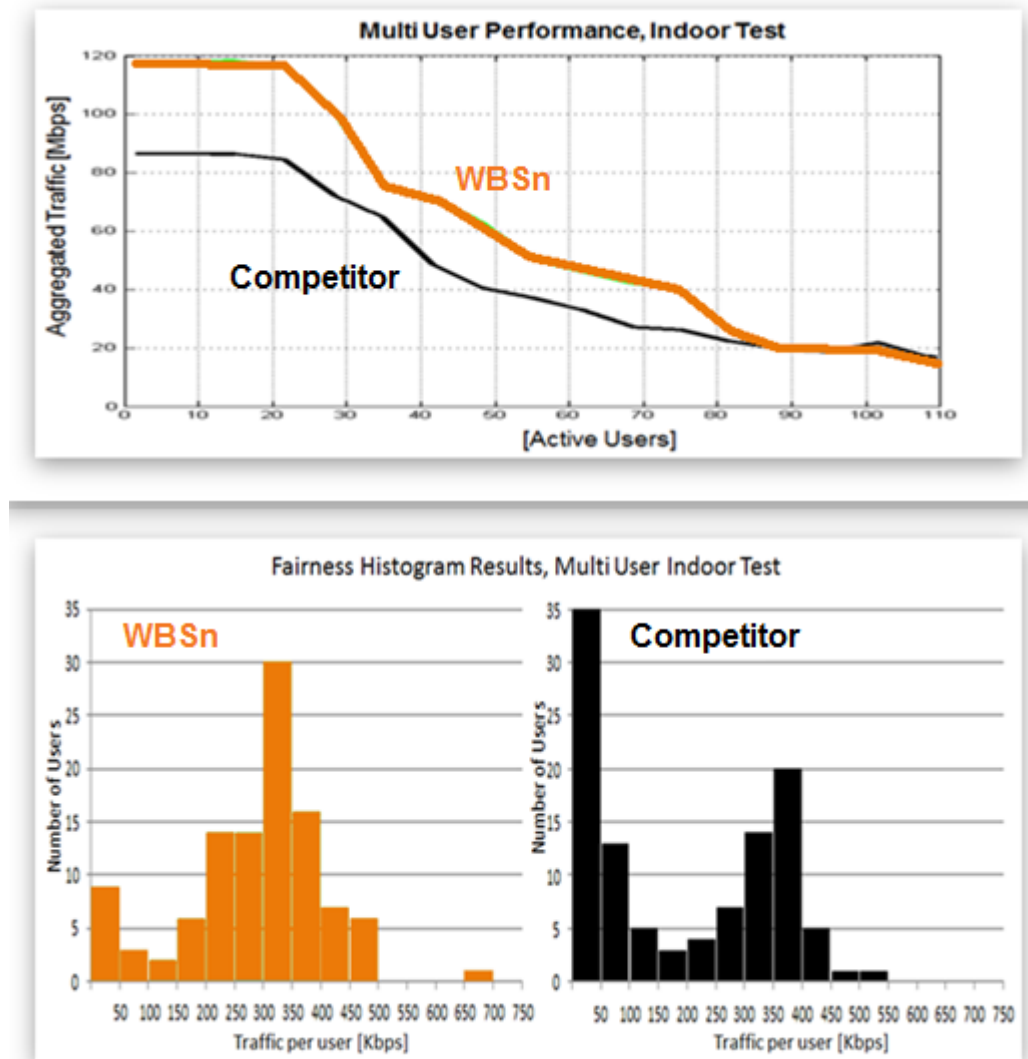 Multi User Performance, Indoor Test
Aggregated Traffic [Mbps]
120
100
80
60
40
20
0
WBSn
Competitor
0 10 20 30 40 50 60 70 80 90 100 110
[Active Users]
Fairness Histogram Results, Multi User Indoor Test
WBSn
Number of Users
35
30
25
20
15
10
5
0
50 100 150 200 250 300 350 400 450 500 550 600 650 700 750
Traffic per user [Kbps]
Competitor
Number of Users
35
30
25
20
15
10
5
0
50 100 150 200 250 300 350 400 450 500 550 600 650 700 750
Traffic per user [Kbps]